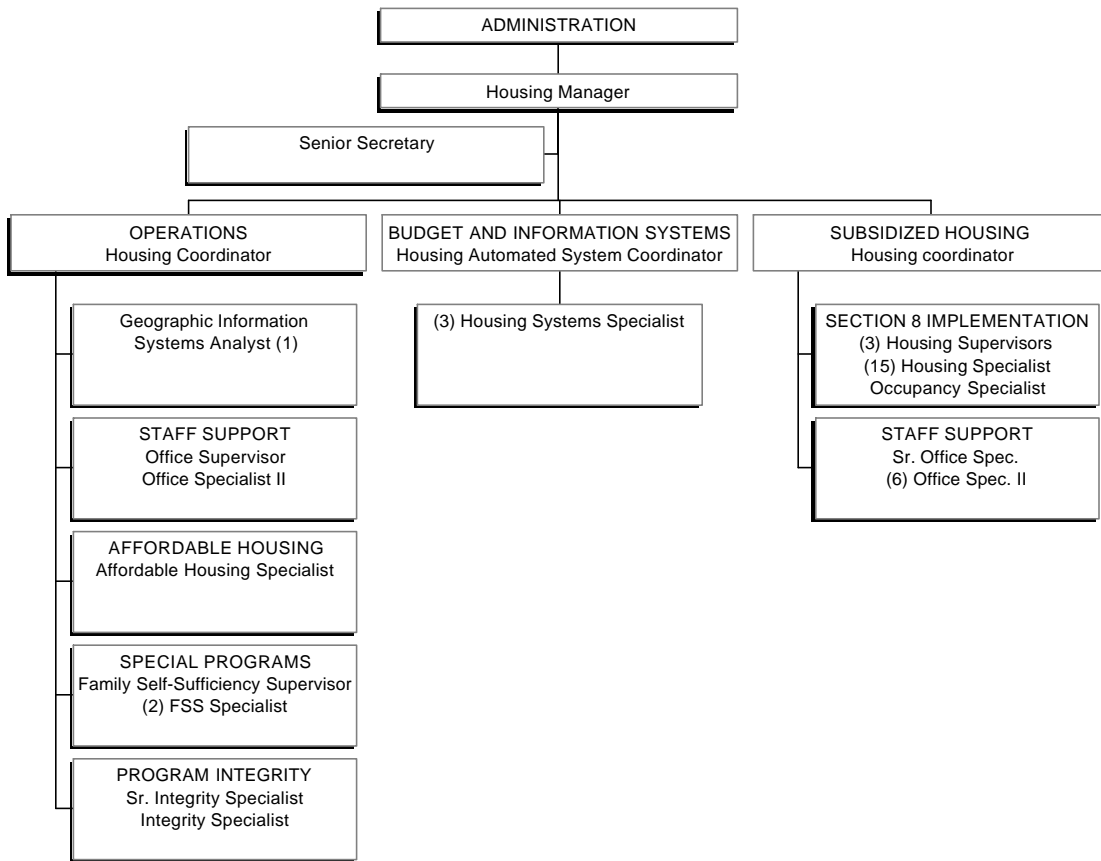 ADMINISTRATION
Housing Manager
Senior Secretary
OPERATIONS
Housing Coordinator
BUDGET AND INFORMATION SYSTEMS
Housing Automated System Coordinator
SUBSIDIZED HOUSING
Housing coordinator
Geographic Information
Systems Analyst (1)
STAFF SUPPORT
Office Supervisor
Office Specialist II
AFFORDABLE HOUSING
Affordable Housing Specialist
SPECIAL PROGRAMS
Family Self-Sufficiency Supervisor
(2) FSS Specialist
PROGRAM INTEGRITY
Sr. Integrity Specialist
Integrity Specialist
(3) Housing Systems Specialist
SECTION 8 IMPLEMENTATION
(3) Housing Supervisors
(15) Housing Specialist
Occupancy Specialist
STAFF SUPPORT
Sr. Office Spec.
(6) Office Spec. II